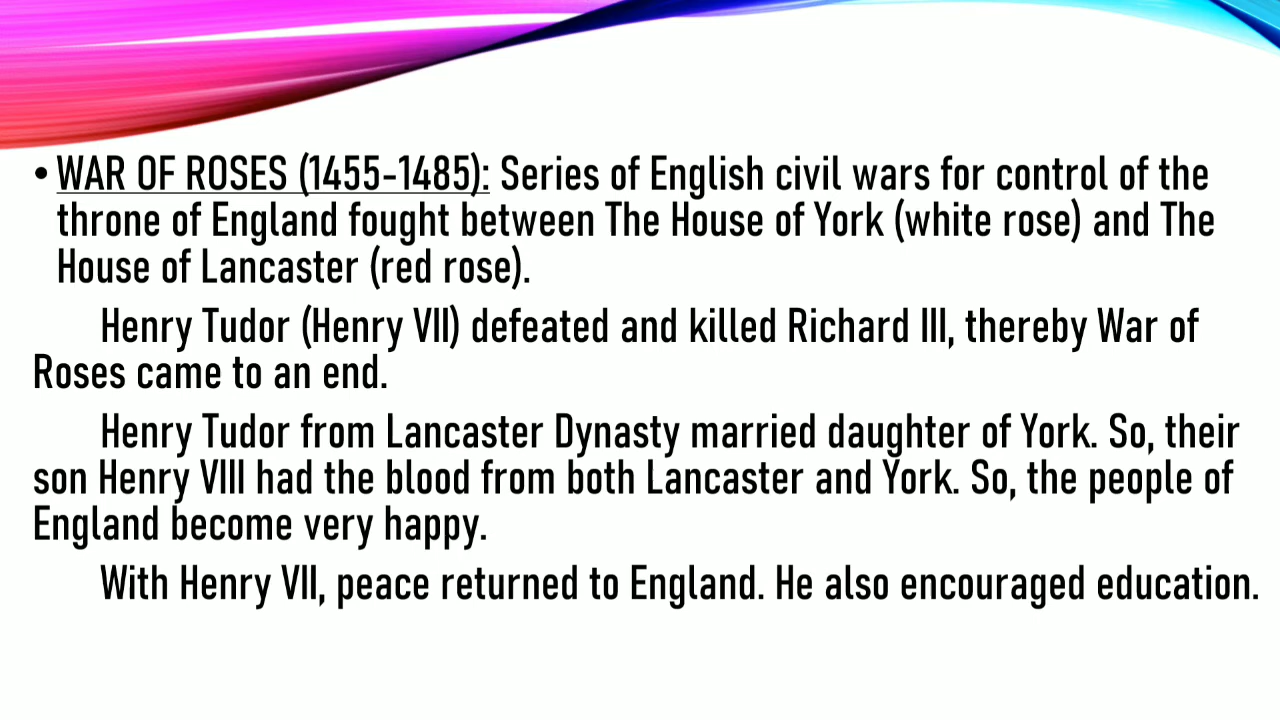 • WAR OF ROSES (1455-1485): Series of English civil wars for control of the
throne of England fought between The House of York (white rose) and The
House of Lancaster (red rose).
Henry Tudor (Henry VII) defeated and killed Richard III, thereby War of
Roses came to an end.
Henry Tudor from Lancaster Dynasty married daughter of York. So, their
son Henry VIII had the blood from both Lancaster and York. So, the people of
England become very happy.
With Henry VII, peace returned to England. He also encouraged education.